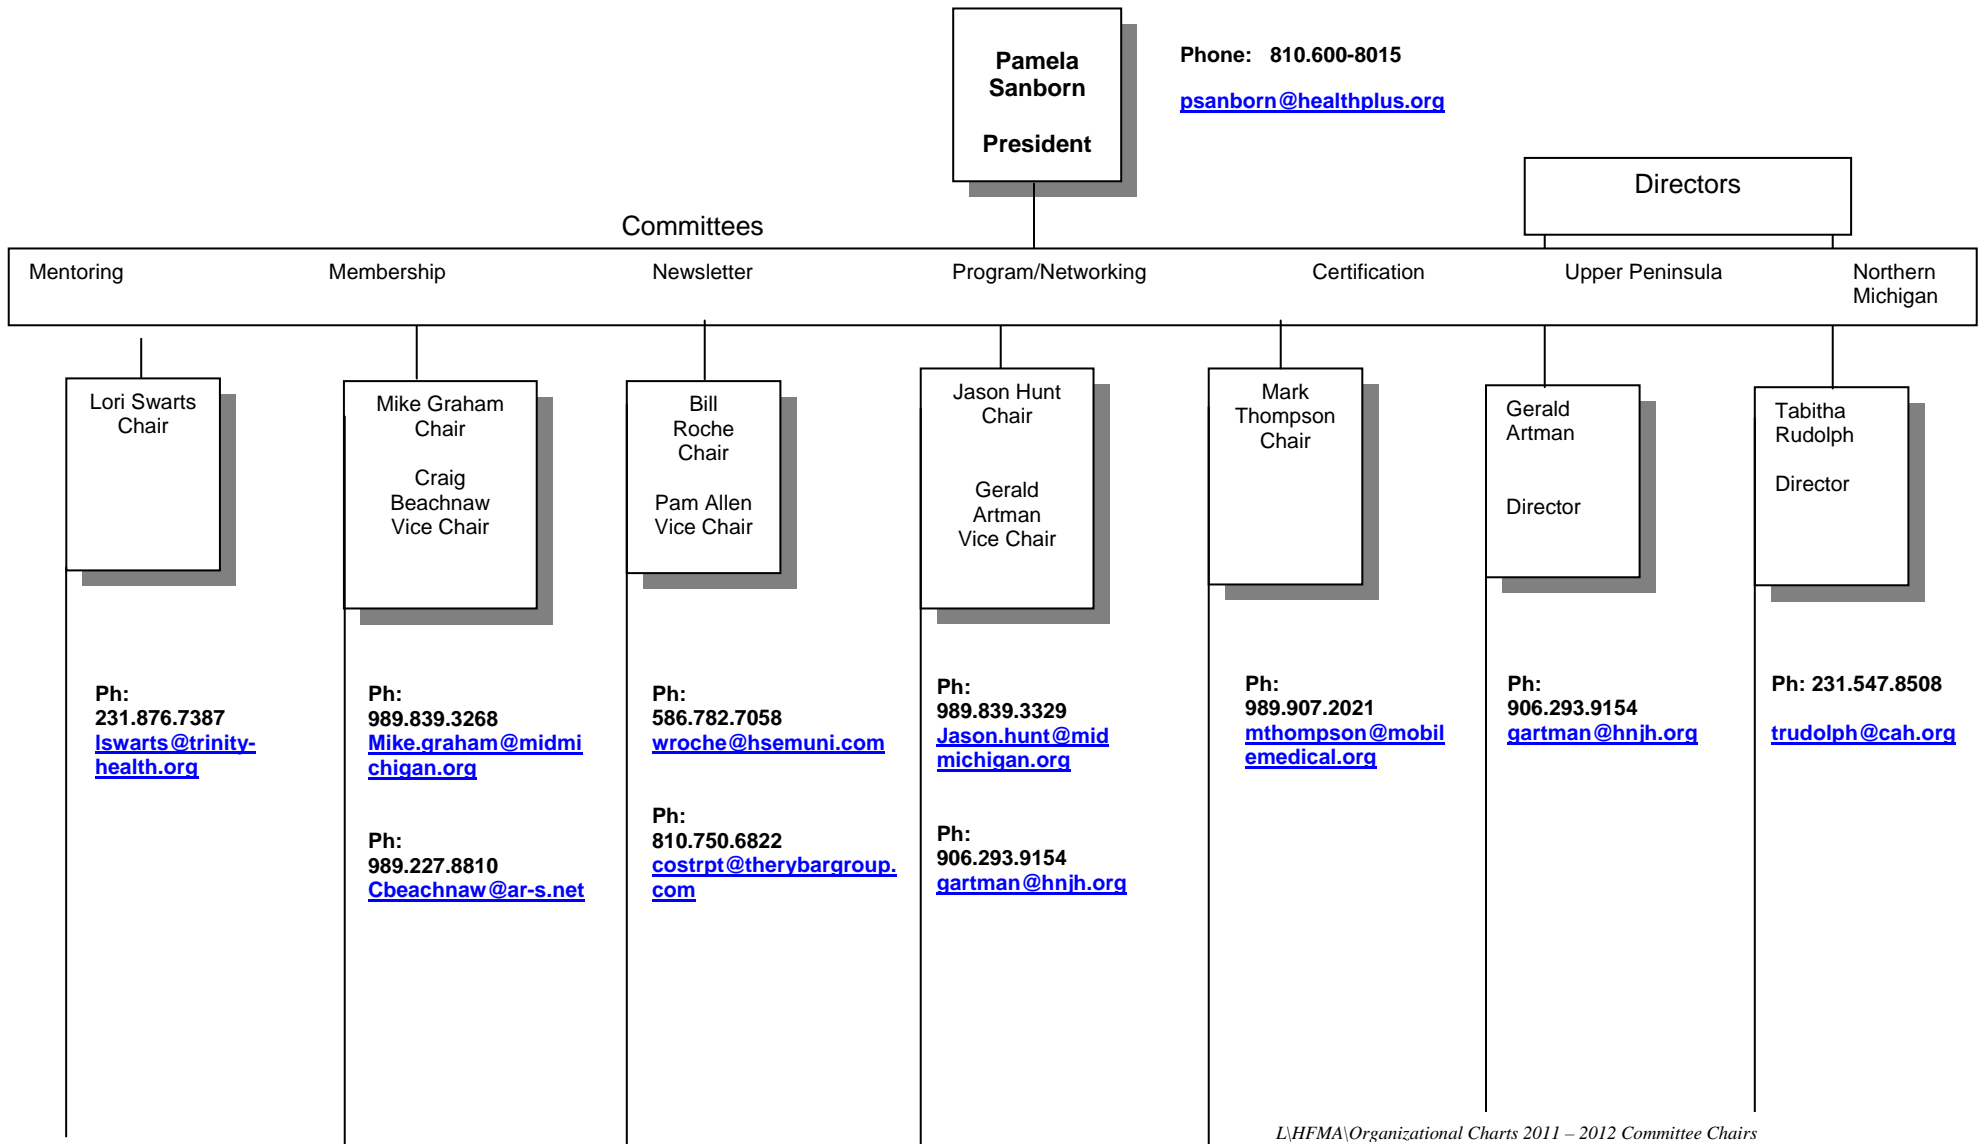 Pamela
Sanborn
President
Phone: 810.600-8015
psanborn@healthplus.org
Directors
Committees
Mentoring
Membership
Newsletter
Program/Networking
Certification
Upper Peninsula
Northern
Michigan
Lori Swarts
Chair
Mike Graham
Chair
Craig
Beachnaw
Vice Chair
Bill
Roche
Chair
Pam Allen
Vice Chair
Jason Hunt
Chair
Gerald
Artman
Vice Chair
Mark
Thompson
Chair
Gerald
Artman
Director
Tabitha
Rudolph
Director
Ph:
231.876.7387
lswarts@trinity-
health.org
Ph:
989.839.3268
Mike.graham@midmi
chigan.org
Ph:
989.227.8810
Cbeachnaw@ar-s.net
Ph:
586.782.7058
wroche@hsemuni.com
Ph:
810.750.6822
costrpt@therybargroup.
com
Ph:
989.839.3329
Jason.hunt@mid
michigan.org
Ph:
906.293.9154
gartman@hnjh.org
Ph:
989.907.2021
mthompson@mobil
emedical.org
Ph:
906.293.9154
gartman@hnjh.org
Ph: 231.547.8508
trudolph@cah.org
L\HFMA\Organizational Charts 2011 – 2012 Committee Chairs